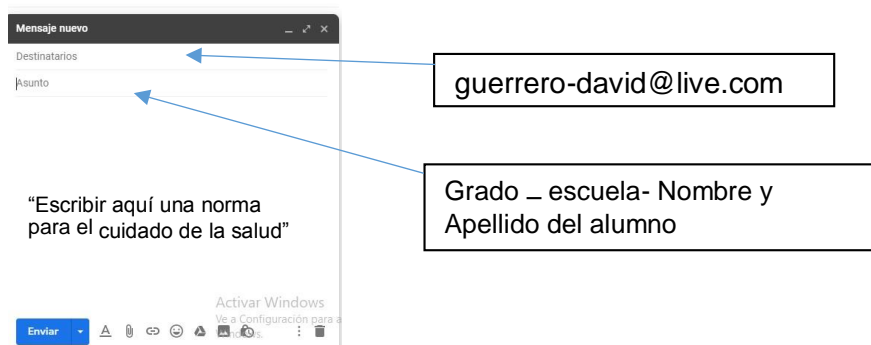 Mensaje nuevo
Destinatarios
guerrero-david@live.com
Asunto
Grado – escuela- Nombre y
Apellido del alumno
“Escribir aquí una norma
para el cuidado de la salud”
Activar Windows
Ve a Configuración para a
Enviar